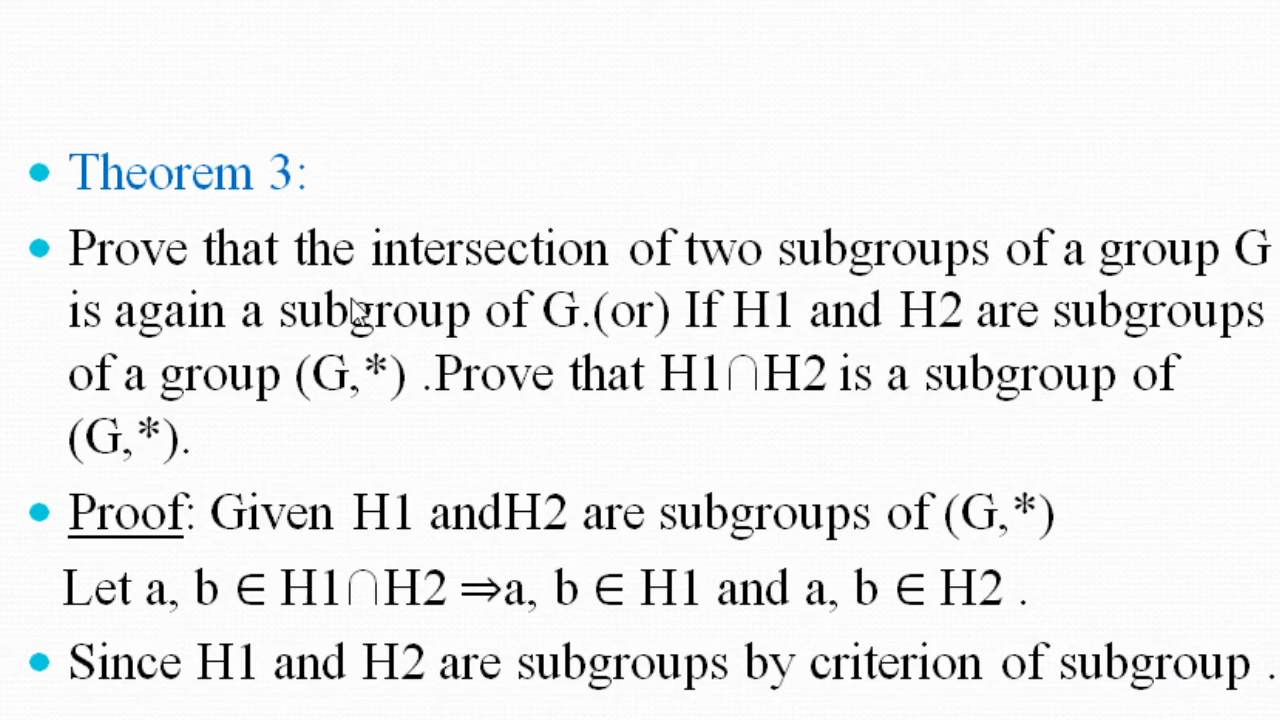 Theorem 3:
Prove that the intersection of two subgroups of a group G
is again a subgroup of G.(or) If H1 and H2 are subgroups
of a group (G,*) .Prove that H1∩H2 is a subgroup of
(G,*).
Proof: Given H1 andH2 are subgroups of (G,*)
Let a, b ∈ H1∩H2 ⇒a, b ∈ H1 and a, b ∈ H2 .
Since H1 and H2 are subgroups by criterion of subgroup .